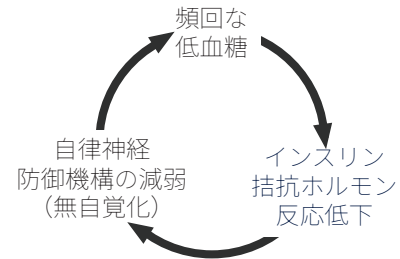 頻回な
低血糖
インスリン
拮抗ホルモン
反応低下
自律神経
防御機構の減弱
（無自覚化）